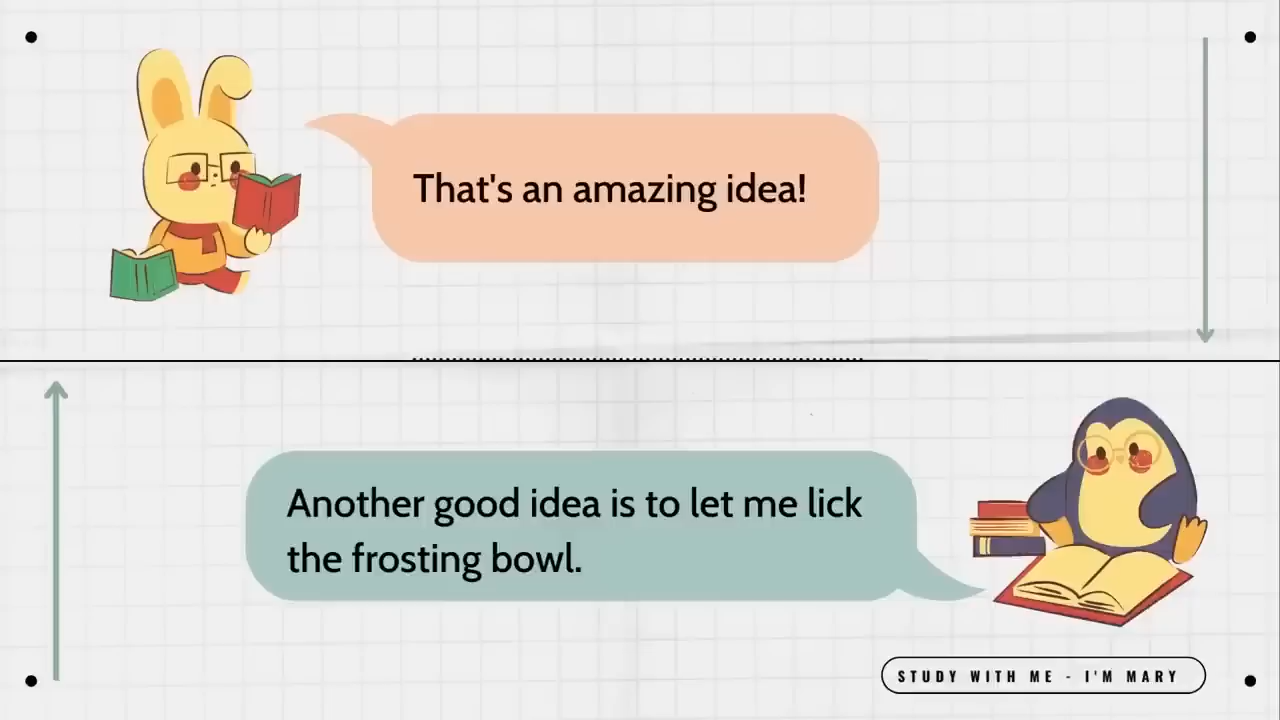 That's an amazing idea!
Another good idea is to let me lick
the frosting bowl.
STUDY WITH ME - I'M MARY